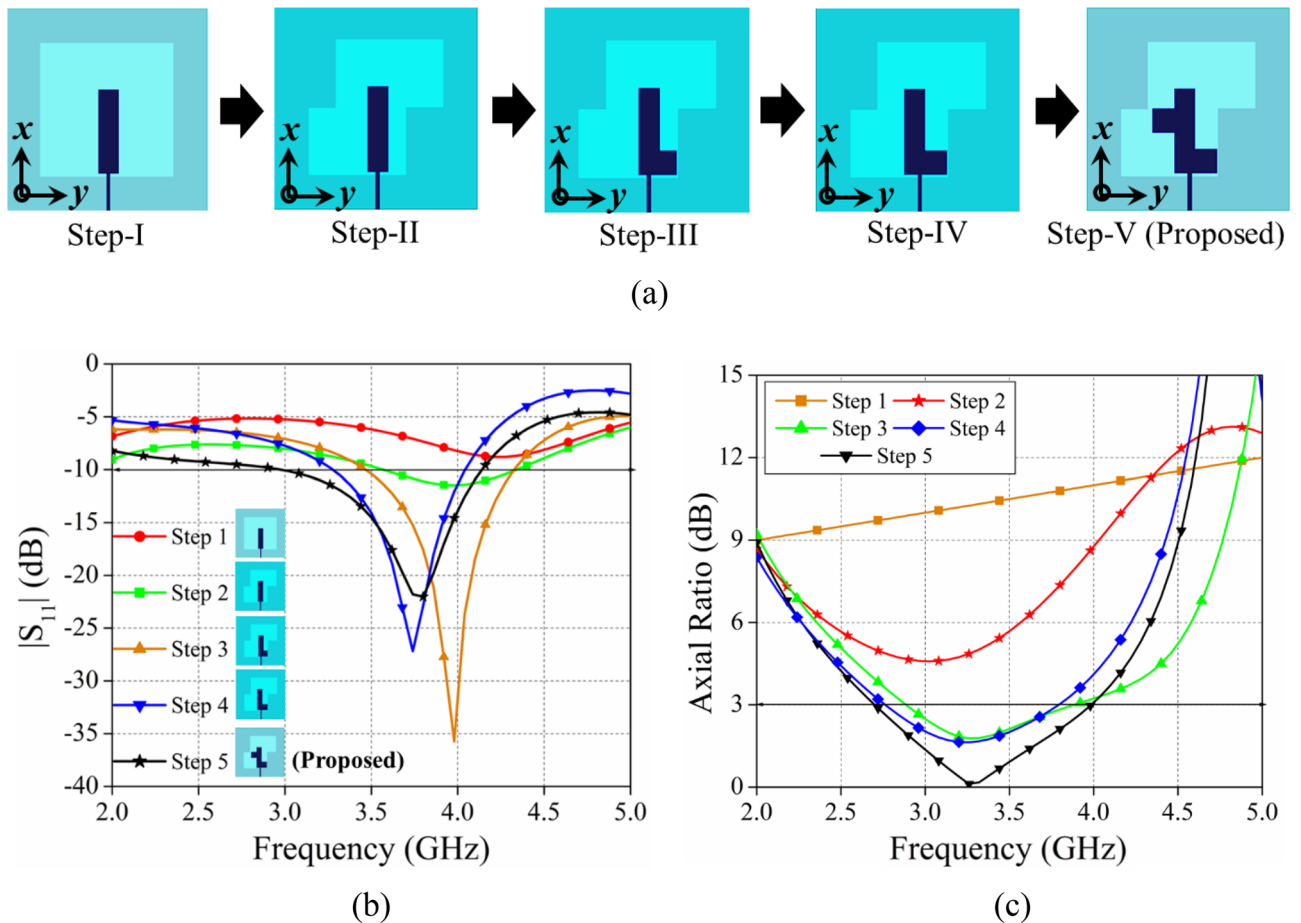 x y x y x y x y x y
Step-I Step-II Step-III Step-IV Step-V (Proposed)
(a)
|S11| (dB)
0
-5
-10
-15
-20
-25
-30
-35
-40
Step 1
Step 2
Step 3
Step 4
Step 5 (Proposed)
2.0 2.5 3.0 3.5 4.0 4.5 5.0
Frequency (GHz)
(b)
Axial Ratio (dB)
15
12
9
6
3
0
Step 1 Step 2
Step 3 Step 4
Step 5
2.0 2.5 3.0 3.5 4.0 4.5 5.0
Frequency (GHz)
(c)